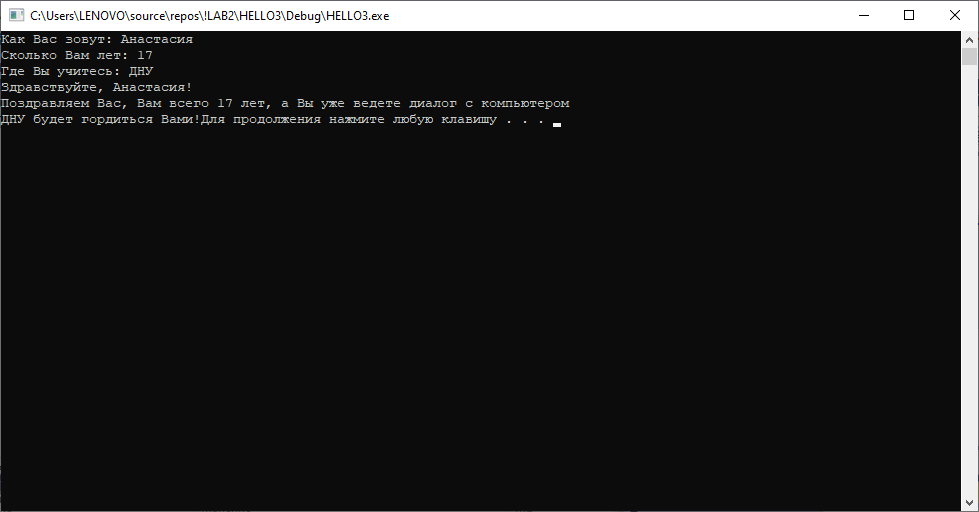 C:\Users\LENOVO\source\repos\!LAB2\HELLO3\Debug\HELLO3.exe
Как Вас зовут: Анастасия
Сколько Вам лет: 17
Где Вы учитесь: ДНУ
Здравствуйте, Анастасия!
Поздравляем Вас, Вам всего 17 лет, а Вы уже ведете диалог с компьютером
ДНУ будет гордиться Вами!Для продолжения нажмите любую клавишу . . .